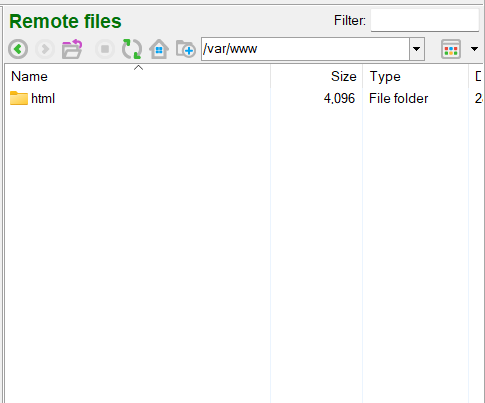 Remote files
Filter:
/var/www
Name Size Type
html 4,096 File folder